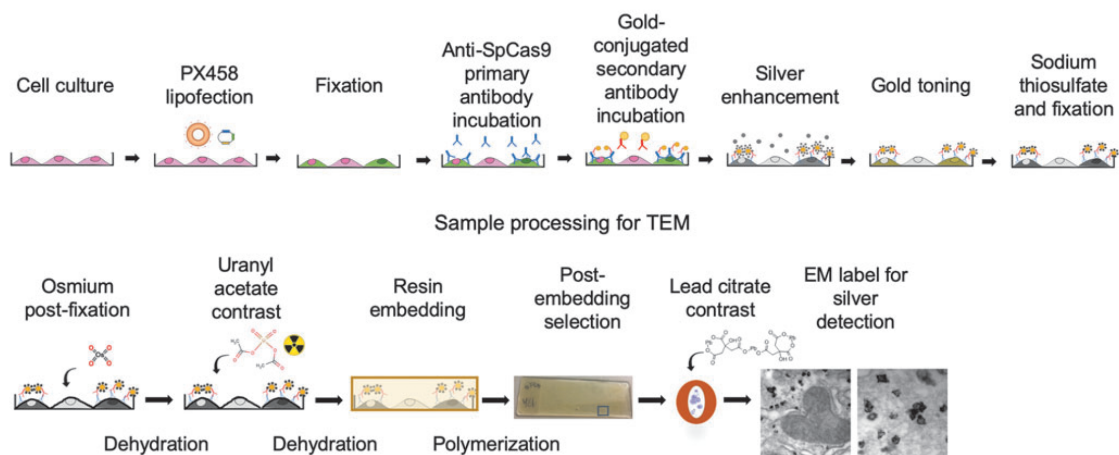 Cell culture
PX458
lipofection
Fixation
Anti-SpCas9
primary
antibody
incubation
Gold-
conjugated
secondary
antibody
incubation
Silver
enhancement
Gold toning
Sodium
thiosulfate
and fixation
Sample processing for TEM
Osmium
post-fixation
Uranyl
acetate
contrast
Resin
embedding
Post-
embedding
selection
Lead citrate
contrast
EM label for
silver
detection
Dehydration
Dehydration
Polymerization